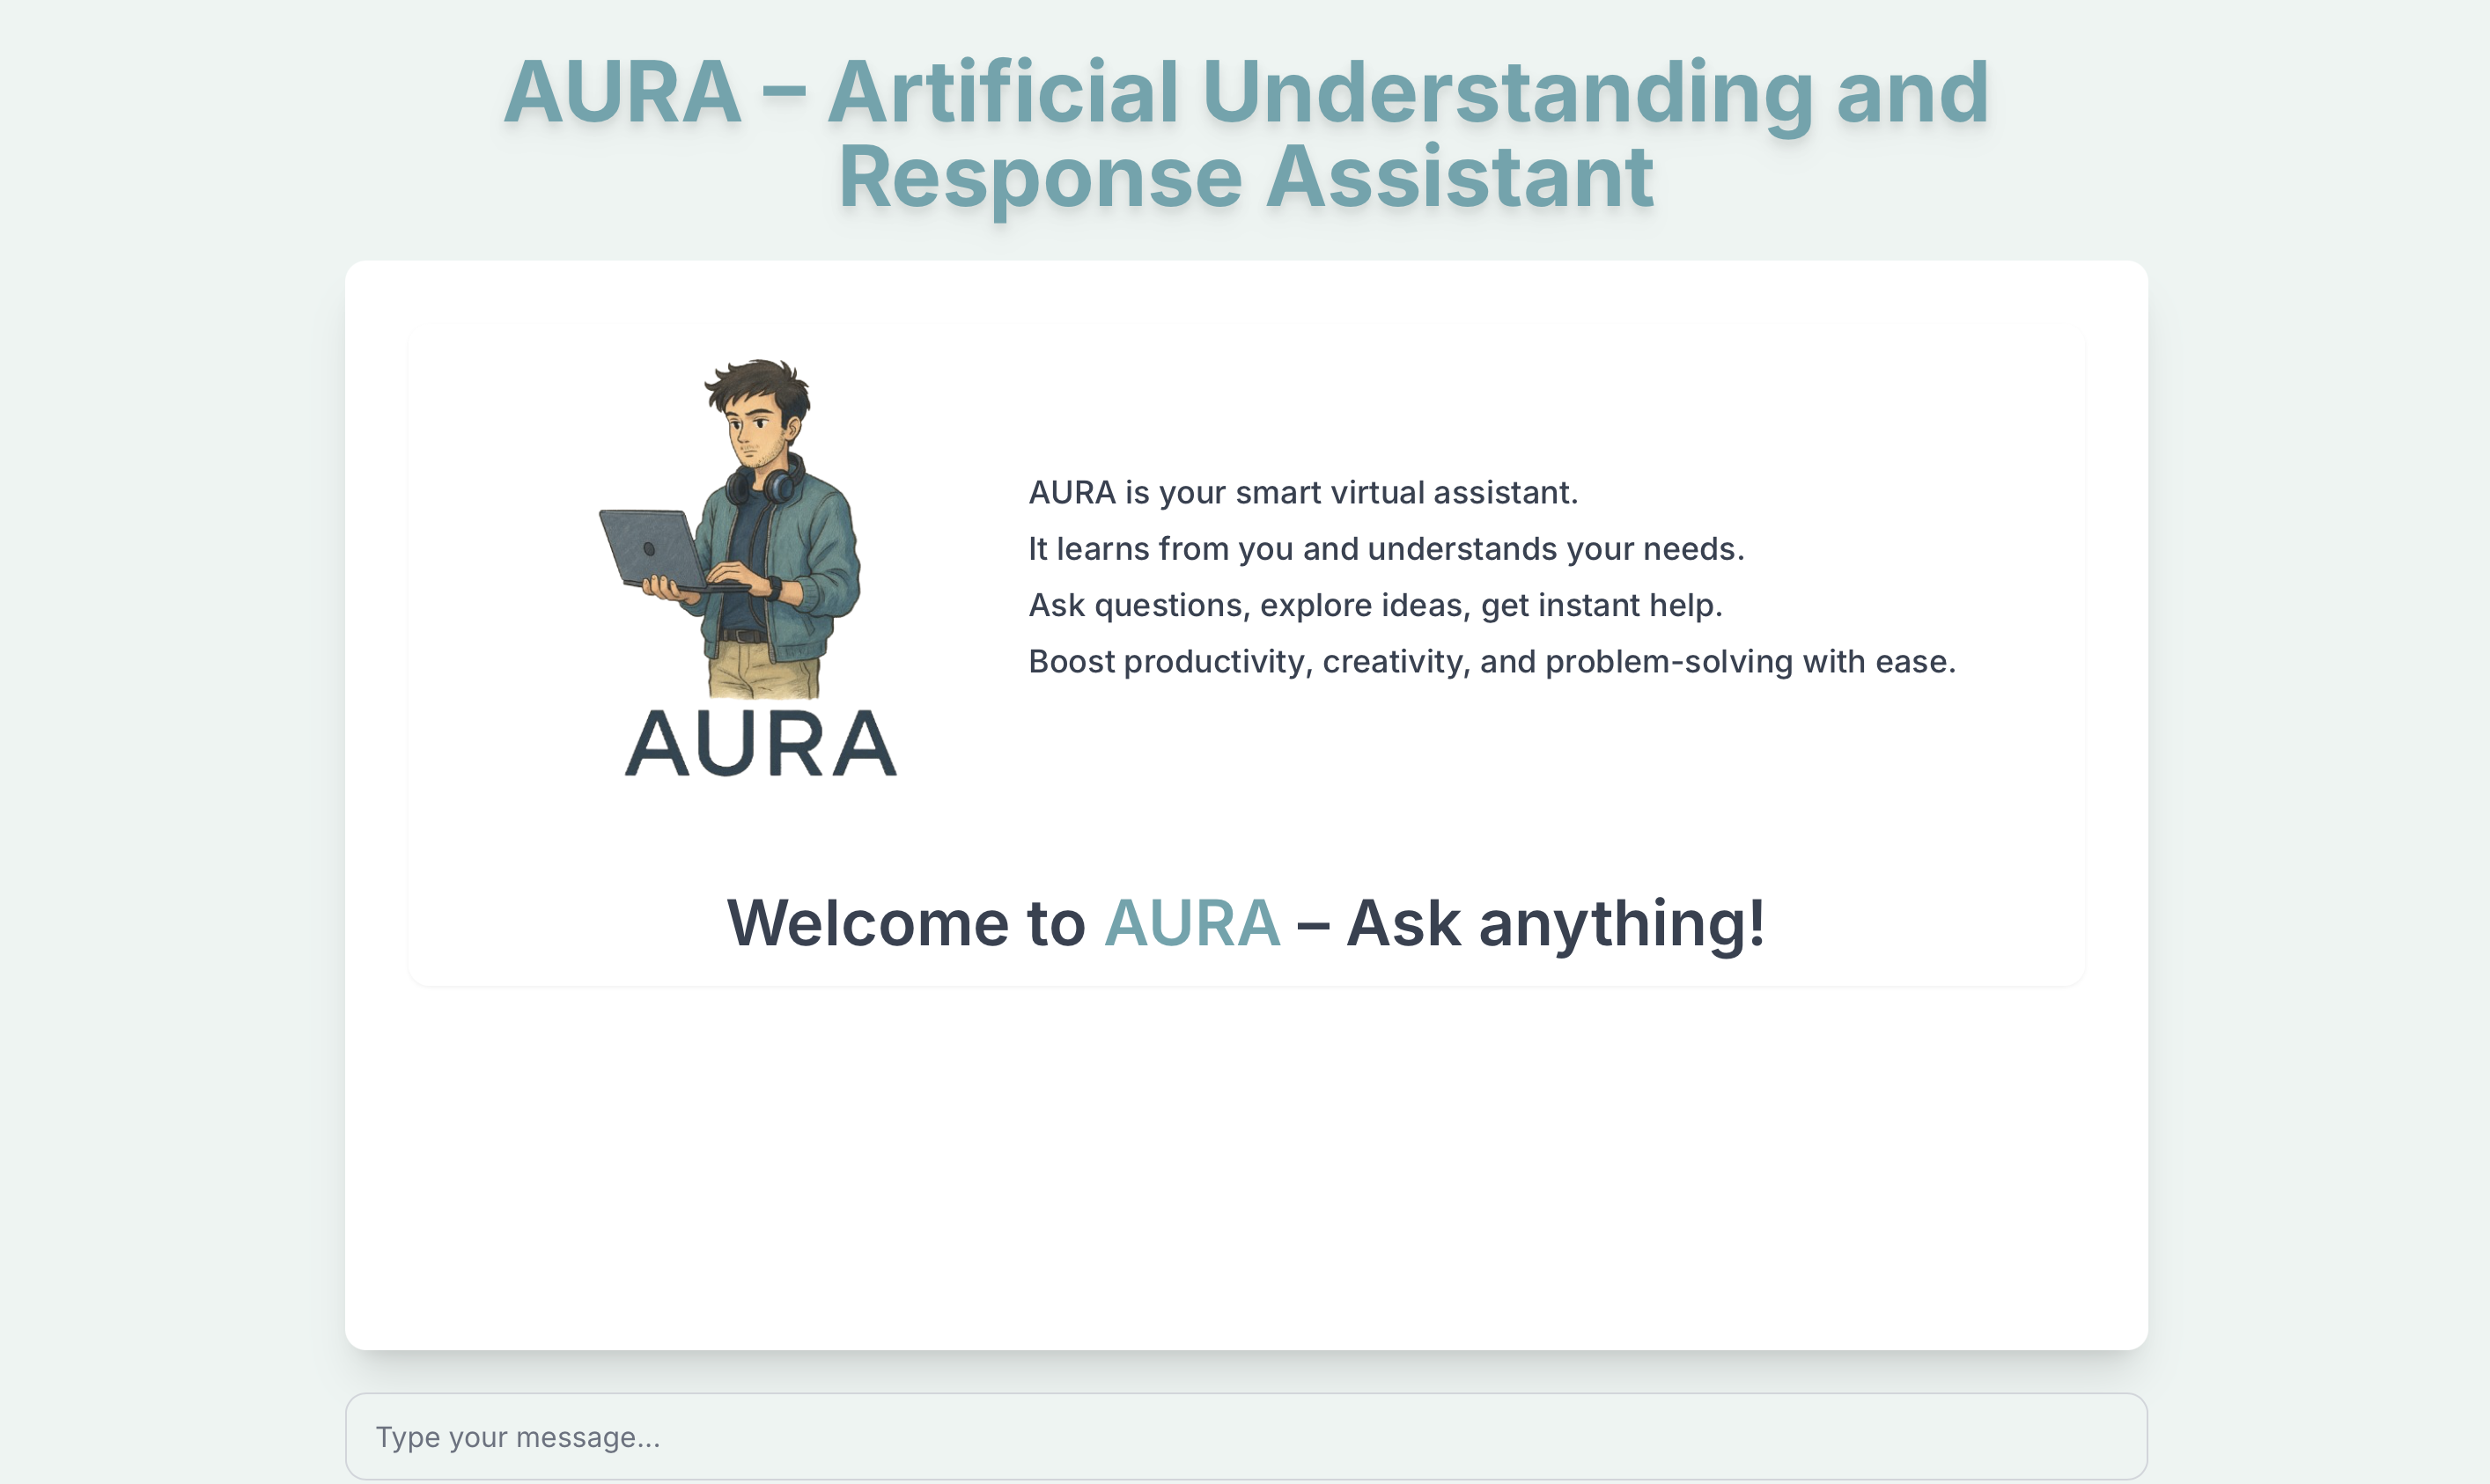 AURA – Artificial Understanding and
Response Assistant
AURA is your smart virtual assistant.
It learns from you and understands your needs.
Ask questions, explore ideas, get instant help.
Boost productivity, creativity, and problem-solving with ease.
AURA
Welcome to AURA – Ask anything!
Type your message...